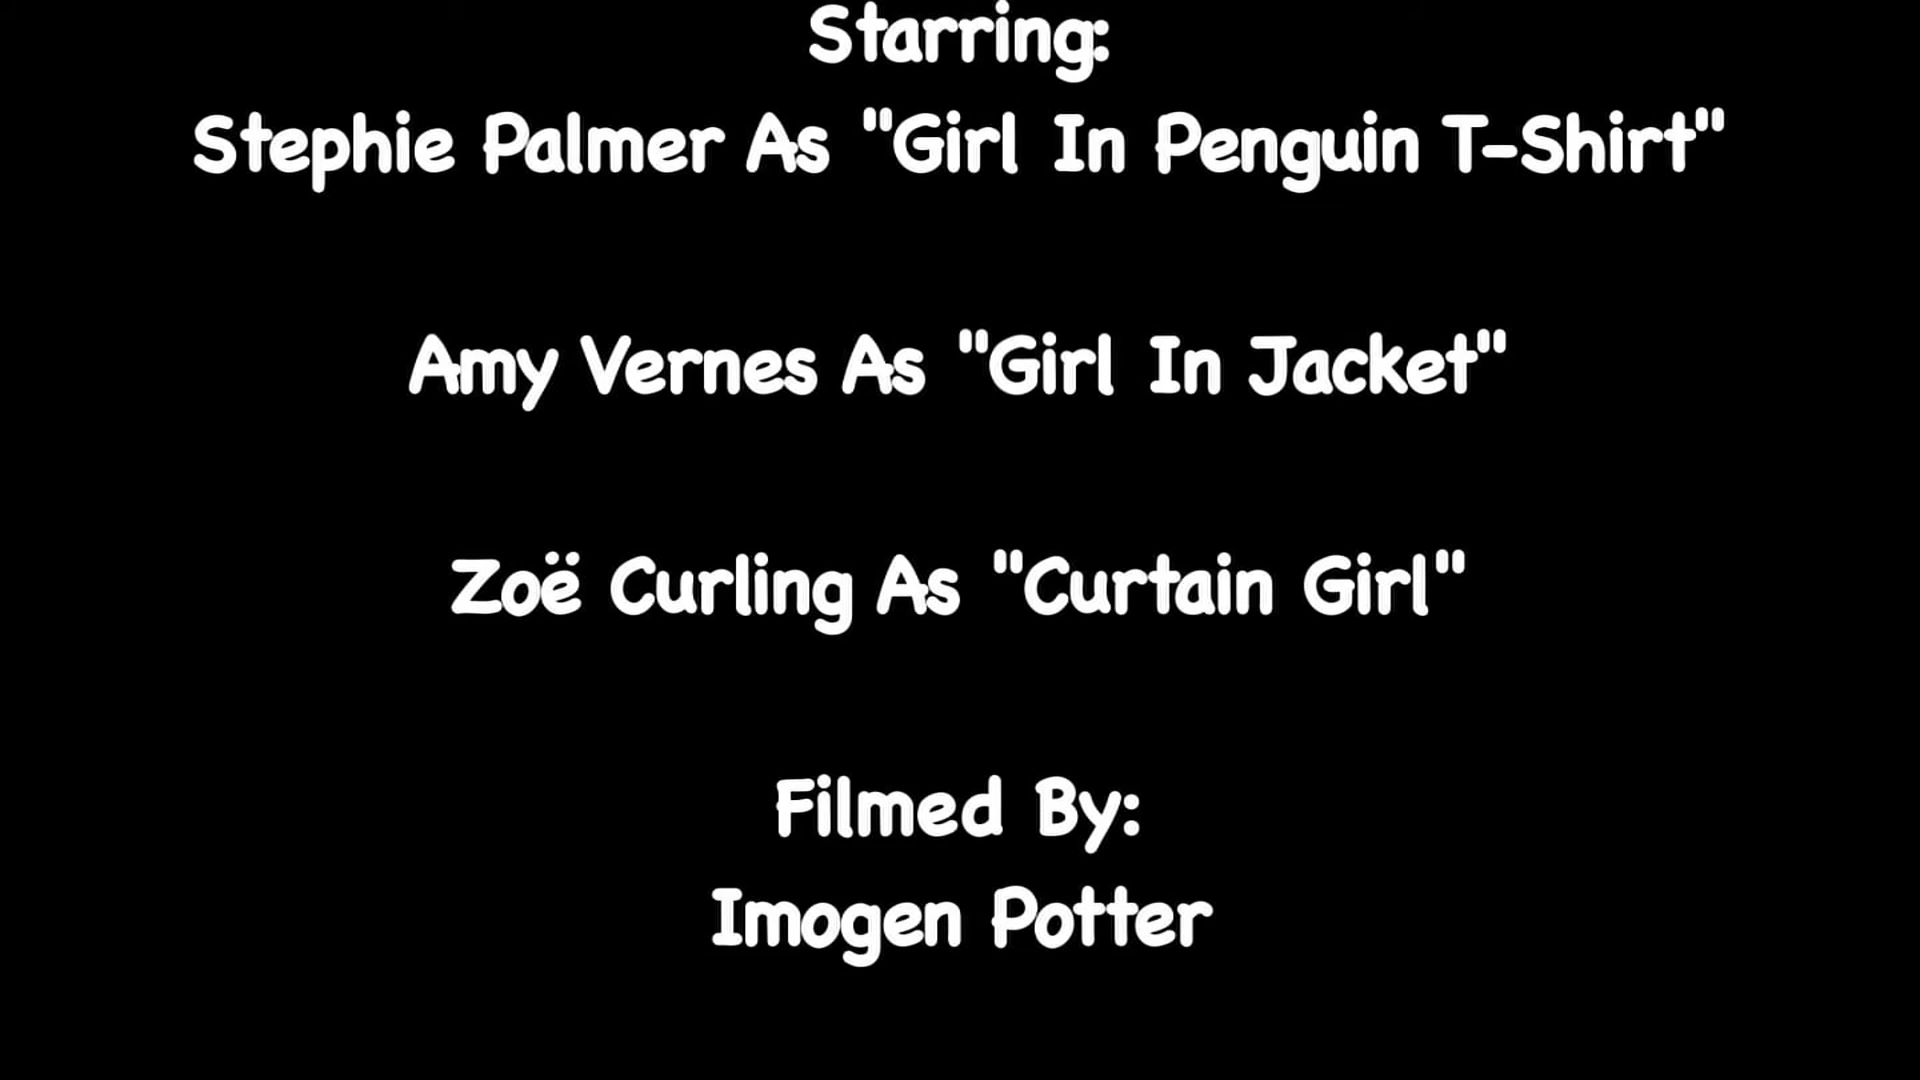 Starring:
Stephie Palmer As "Girl In Penguin T-Shirt"
Amy Vernes As "Girl In Jacket"
Zoë Curling As "Curtain Girl"
Filmed By:
Imogen Potter